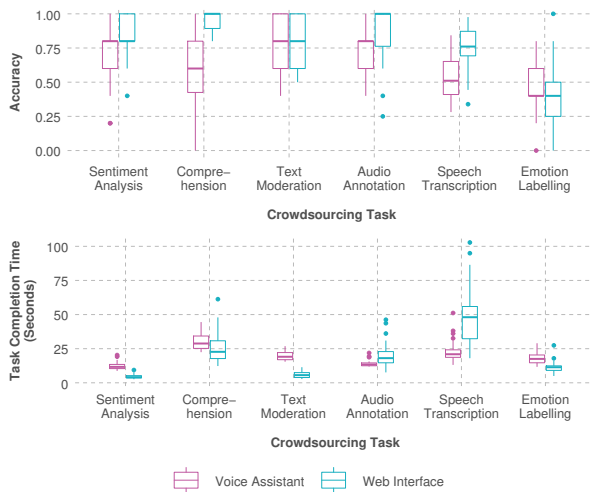 1.00
0.75
0.50
0.25
0.00
Accuracy
Sentiment Analysis
Compre–
hension
Text
Moderation
Audio
Annotation
Speech
Transcription
Emotion
Labelling
Crowdsourcing Task
100
75
50
25
0
Task Completion Time
(Seconds)
Sentiment
Analysis
Compre–
hension
Text
Moderation
Audio
Annotation
Speech
Transcription
Emotion
Labelling
Crowdsourcing Task
Voice Assistant
Web Interface